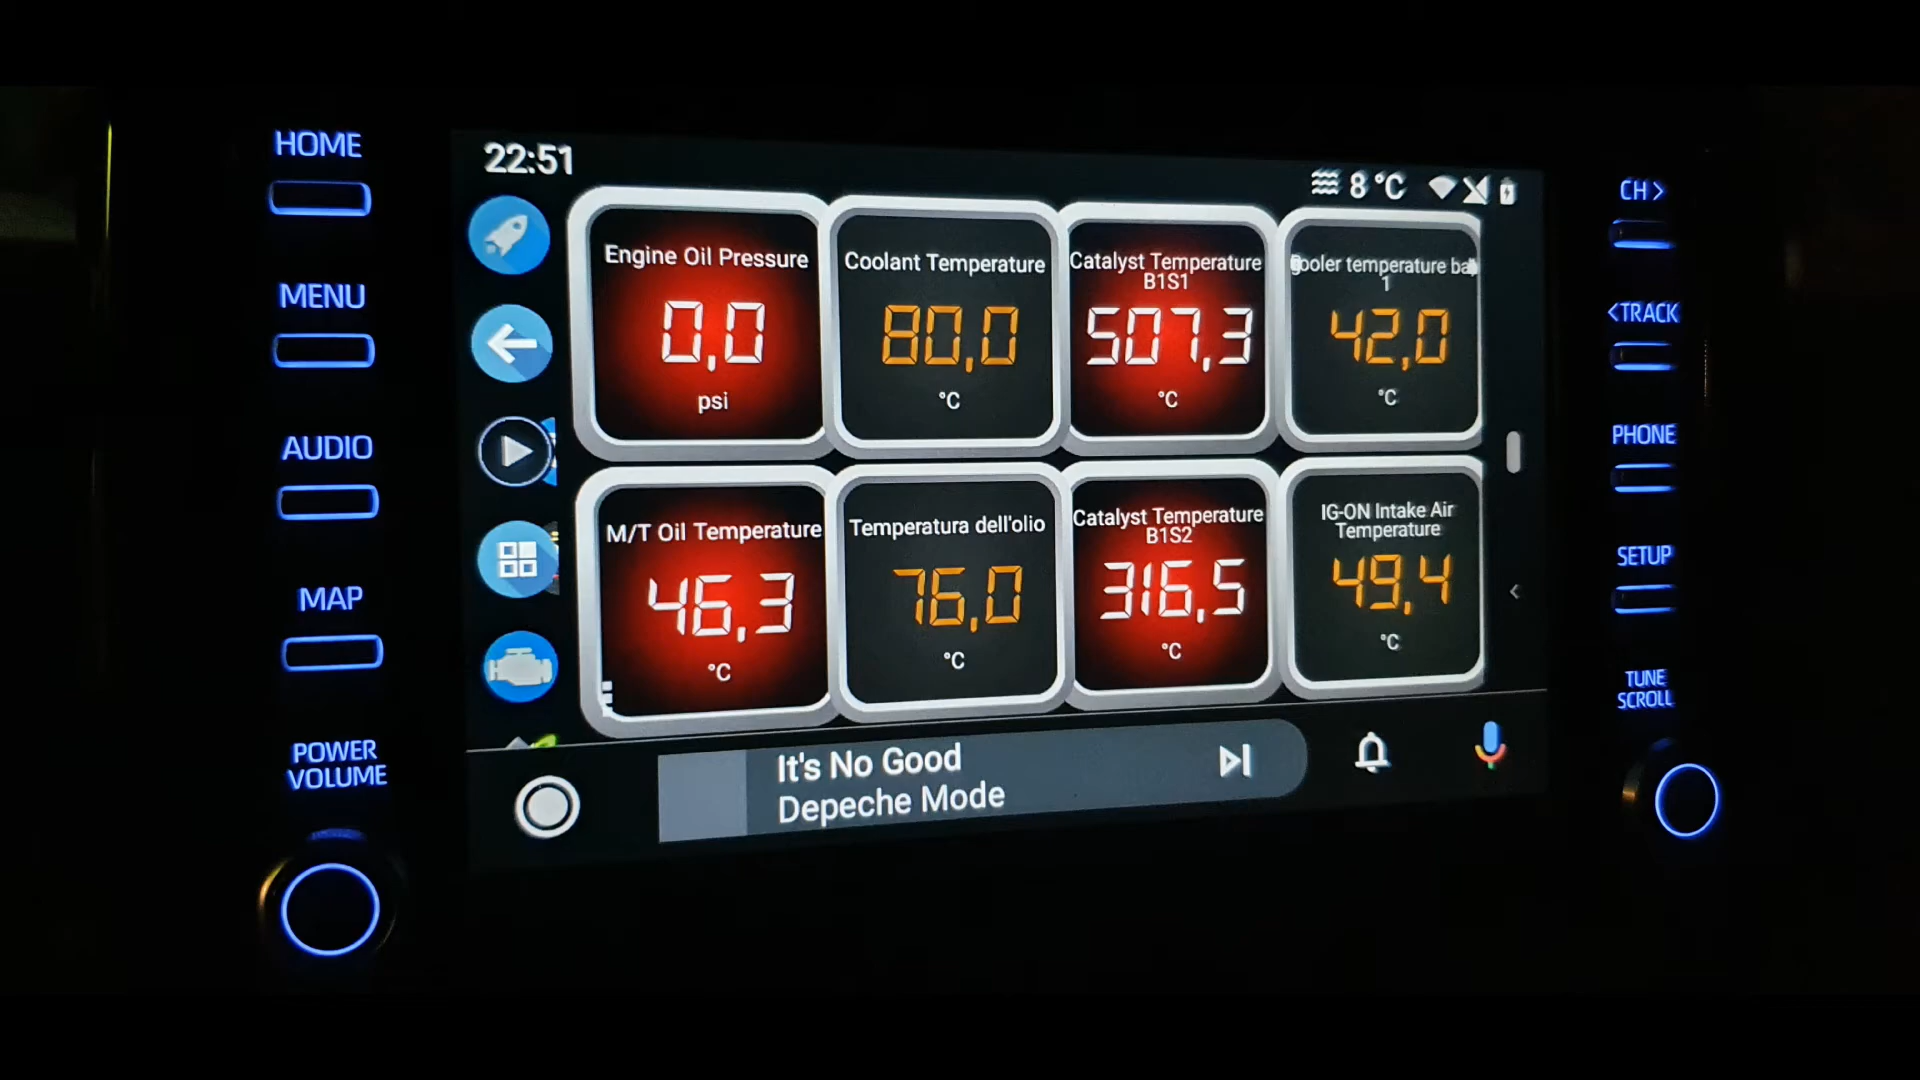 HOME
MENU
AUDIO
MAP
POWER
VOLUME
22:51
8 °C
Engine Oil Pressure
0,0
psi
Coolant Temperature
80,0
°C
Catalyst Temperature
B1S1
507,3
°C
ooler temperature ba
1
42,0
°C
M/T Oil Temperature
46,3
°C
Temperatura dell'olio
76,0
°C
Catalyst Temperature
B1S2
316,5
°C
IG-ON Intake Air
Temperature
49,4
°C
It's No Good
Depeche Mode
CH >
<TRACK
PHONE
SETUP
TUNE
SCROLL